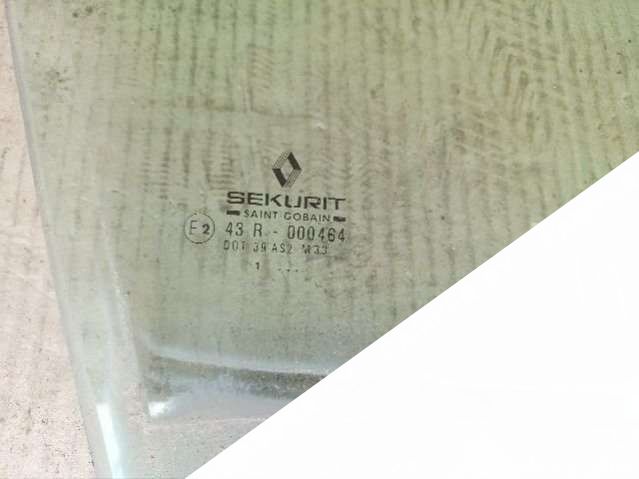 SEKURIT
SAINT GOBAIN
E2 43 R - 000464
DOT 39 AS2 M33
1 ...